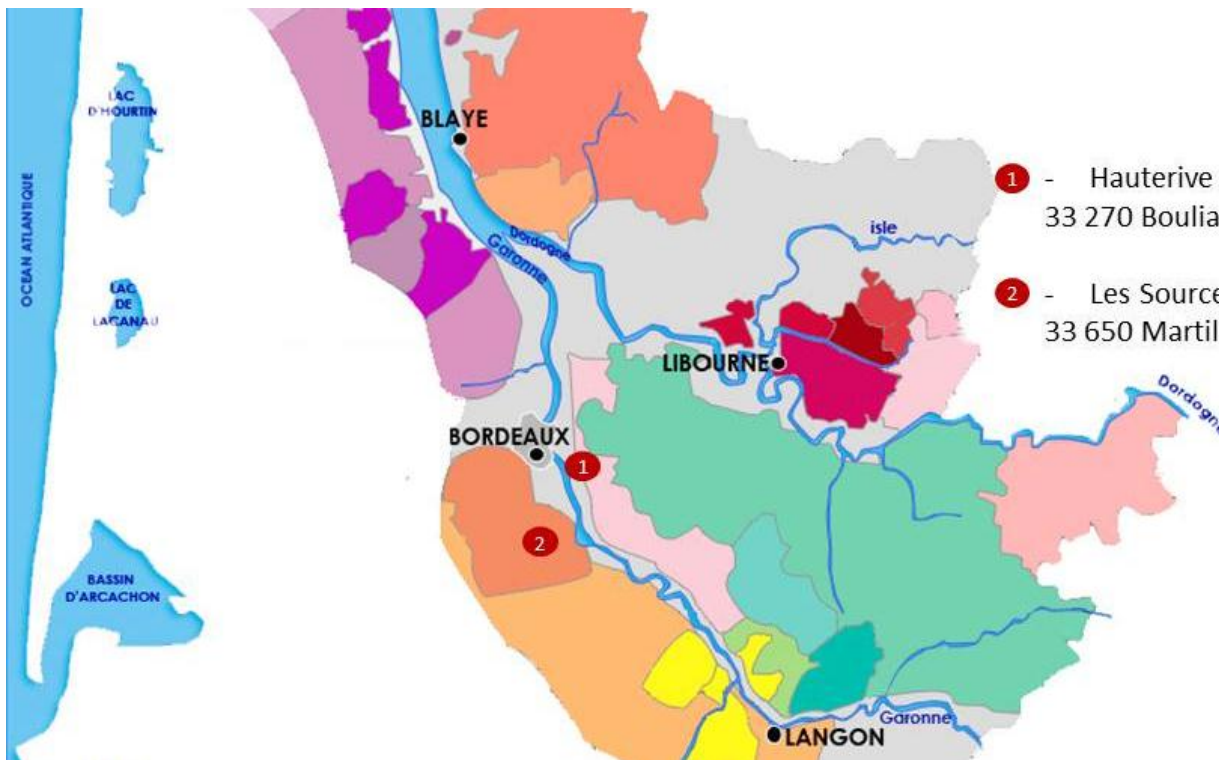 LAC
D'HOURTIN
BLAYE
OCEAN ATLANTIQUE
Dordogne
Garonne
isle
1 - Hauterive
33 270 Boulia
LAC
DE
LACANAU
2 - Les Source
33 650 Martil
LIBOURNE
Dordogne
BORDEAUX
1
2
BASSIN
D'ARCACHON
Garonne
LANGON